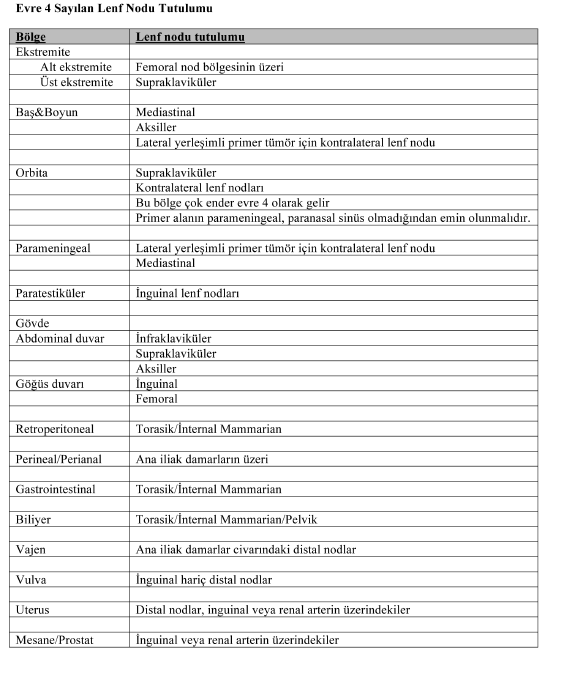 Evre 4 Sayılan Lenf Nodu Tutulumu
Bölge Lenf nodu tutulumu
Ekstremite
Alt ekstremite Femoral nod bölgesinin üzeri
Üst ekstremite Supraklaviküler
Baş&Boyun Mediastinal
Aksiller
Lateral yerleşimli primer tümör için kontralateral lenf nodu
Orbita Supraklaviküler
Kontralateral lenf nodları
Bu bölge çok ender evre 4 olarak gelir
Primer alanın parameningeal, paranasal sinüs olmadığından emin olunmalıdır.
Parameningeal Lateral yerleşimli primer tümör için kontralateral lenf nodu
Mediastinal
Paratestiküler İnguinal lenf nodları
Gövde
Abdominal duvar İnfraklaviküler
Supraklaviküler
Aksiller
Göğüs duvarı İnguinal
Femoral
Retroperitoneal Torasik/İnternal Mammarian
Perineal/Perianal Ana iliak damarların üzeri
Gastrointestinal Torasik/İnternal Mammarian
Biliyer Torasik/İnternal Mammarian/Pelvik
Vajen Ana iliak damarlar civarındaki distal nodlar
Vulva İnguinal hariç distal nodlar
Uterus Distal nodlar, inguinal veya renal arterin üzerindekiler
Mesane/Prostat İnguinal veya renal arterin üzerindekiler